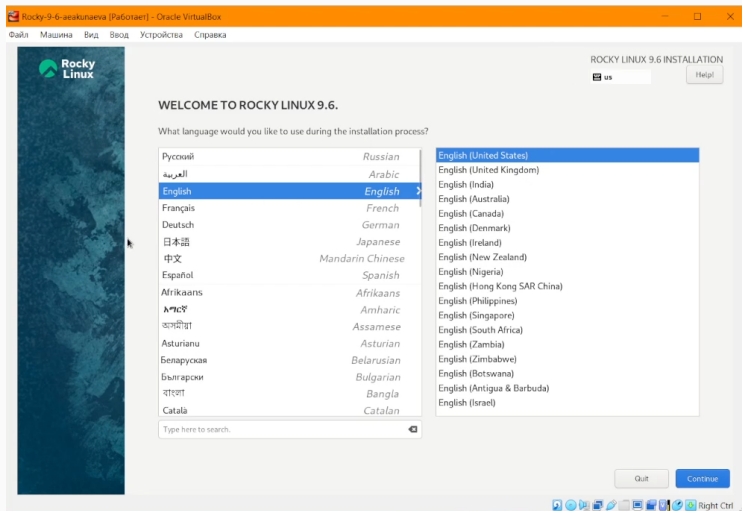 Rocky-9-6-aeakunaeva [Работает] - Oracle VirtualBox
Файл Машина Вид Ввод Устройства Справка
Rocky
Linux
ROCKY LINUX 9.6 INSTALLATION
us
Help!
WELCOME TO ROCKY LINUX 9.6.
What language would you like to use during the installation process?
Русский Russian
العربية Arabic
English English
Français French
Deutsch German
日本語 Japanese
中文 Mandarin Chinese
Español Spanish
Afrikaans Afrikaans
አማርኛ Amharic
অসমীয়া Assamese
Asturianu Asturian
Беларуская Belarusian
Български Bulgarian
বাংলা Bangla
Català Catalan
Type here to search.
English (United States)
English (United Kingdom)
English (India)
English (Australia)
English (Canada)
English (Denmark)
English (Ireland)
English (New Zealand)
English (Nigeria)
English (Hong Kong SAR China)
English (Philippines)
English (Singapore)
English (South Africa)
English (Zambia)
English (Zimbabwe)
English (Botswana)
English (Antigua & Barbuda)
English (Israel)
Quit
Continue
Right Ctrl